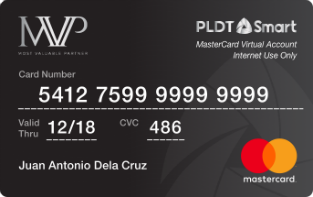 MVP
MOST VALUABLE PARTNER
PLDT Smart
MasterCard Virtual Account
Internet Use Only
Card Number
5412 7599 9999 9999
Valid Thru 12/18 CVC 486
Juan Antonio Dela Cruz
mastercard.